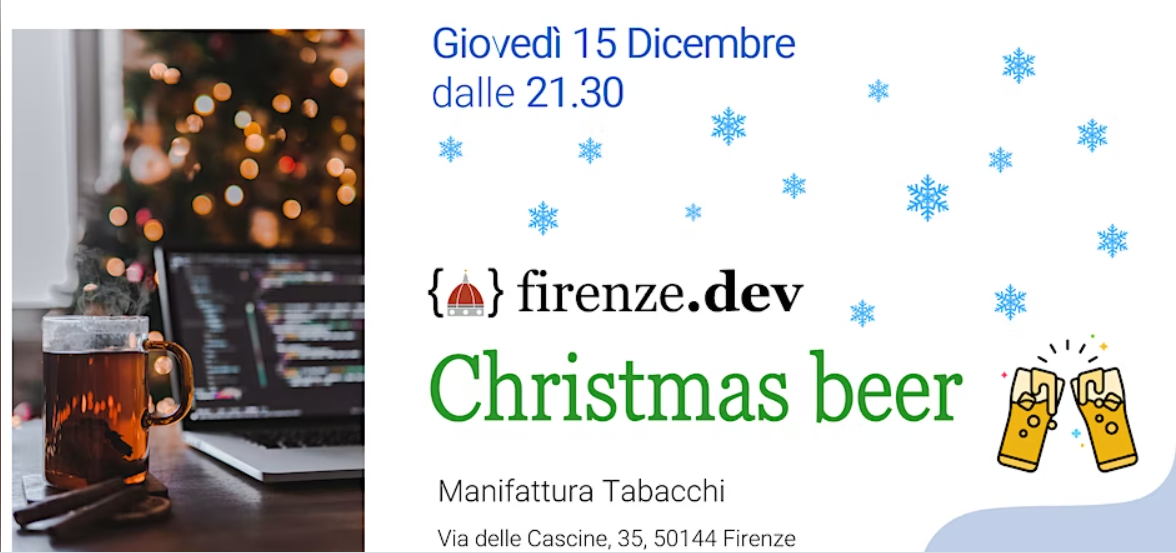 Giovedì 15 Dicembre
dalle 21.30
{ } firenze.dev
Christmas beer
Manifattura Tabacchi
Via delle Cascine, 35, 50144 Firenze